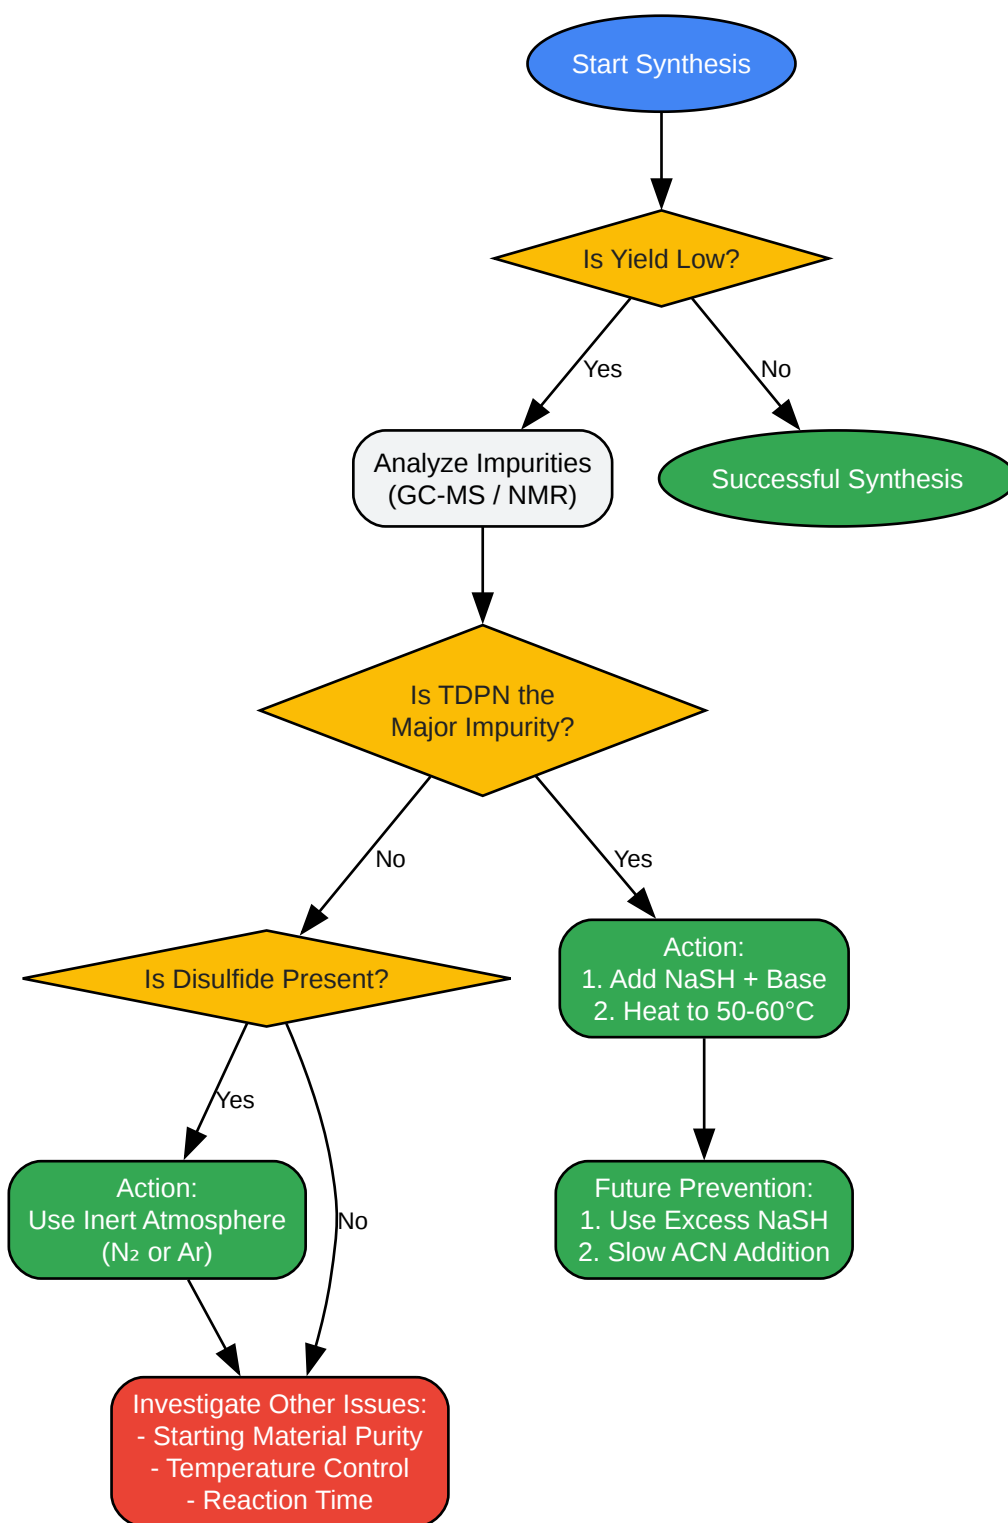 Start Synthesis
Is Yield Low?
Yes
No
Analyze Impurities
(GC-MS / NMR)
Successful Synthesis
Is TDPN the
Major Impurity?
No
Yes
Is Disulfide Present?
Action:
1. Add NaSH + Base
2. Heat to 50-60°C
Yes
No
Action:
Use Inert Atmosphere
(N₂ or Ar)
Future Prevention:
1. Use Excess NaSH
2. Slow ACN Addition
Investigate Other Issues:
- Starting Material Purity
- Temperature Control
- Reaction Time